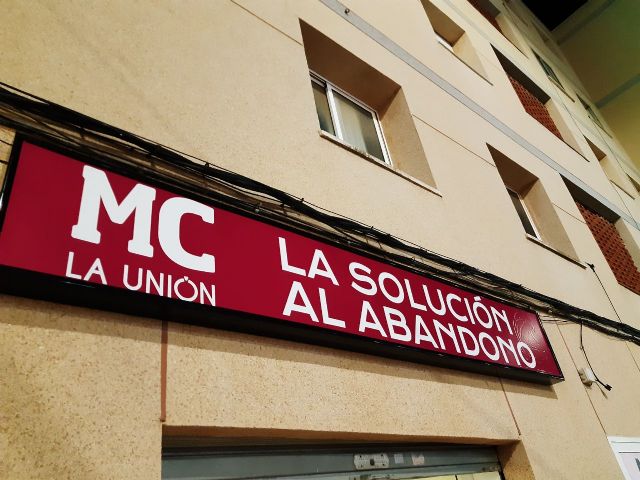 MC
LA UNIÓN
LA SOLUCIÓN
AL ABANDONO